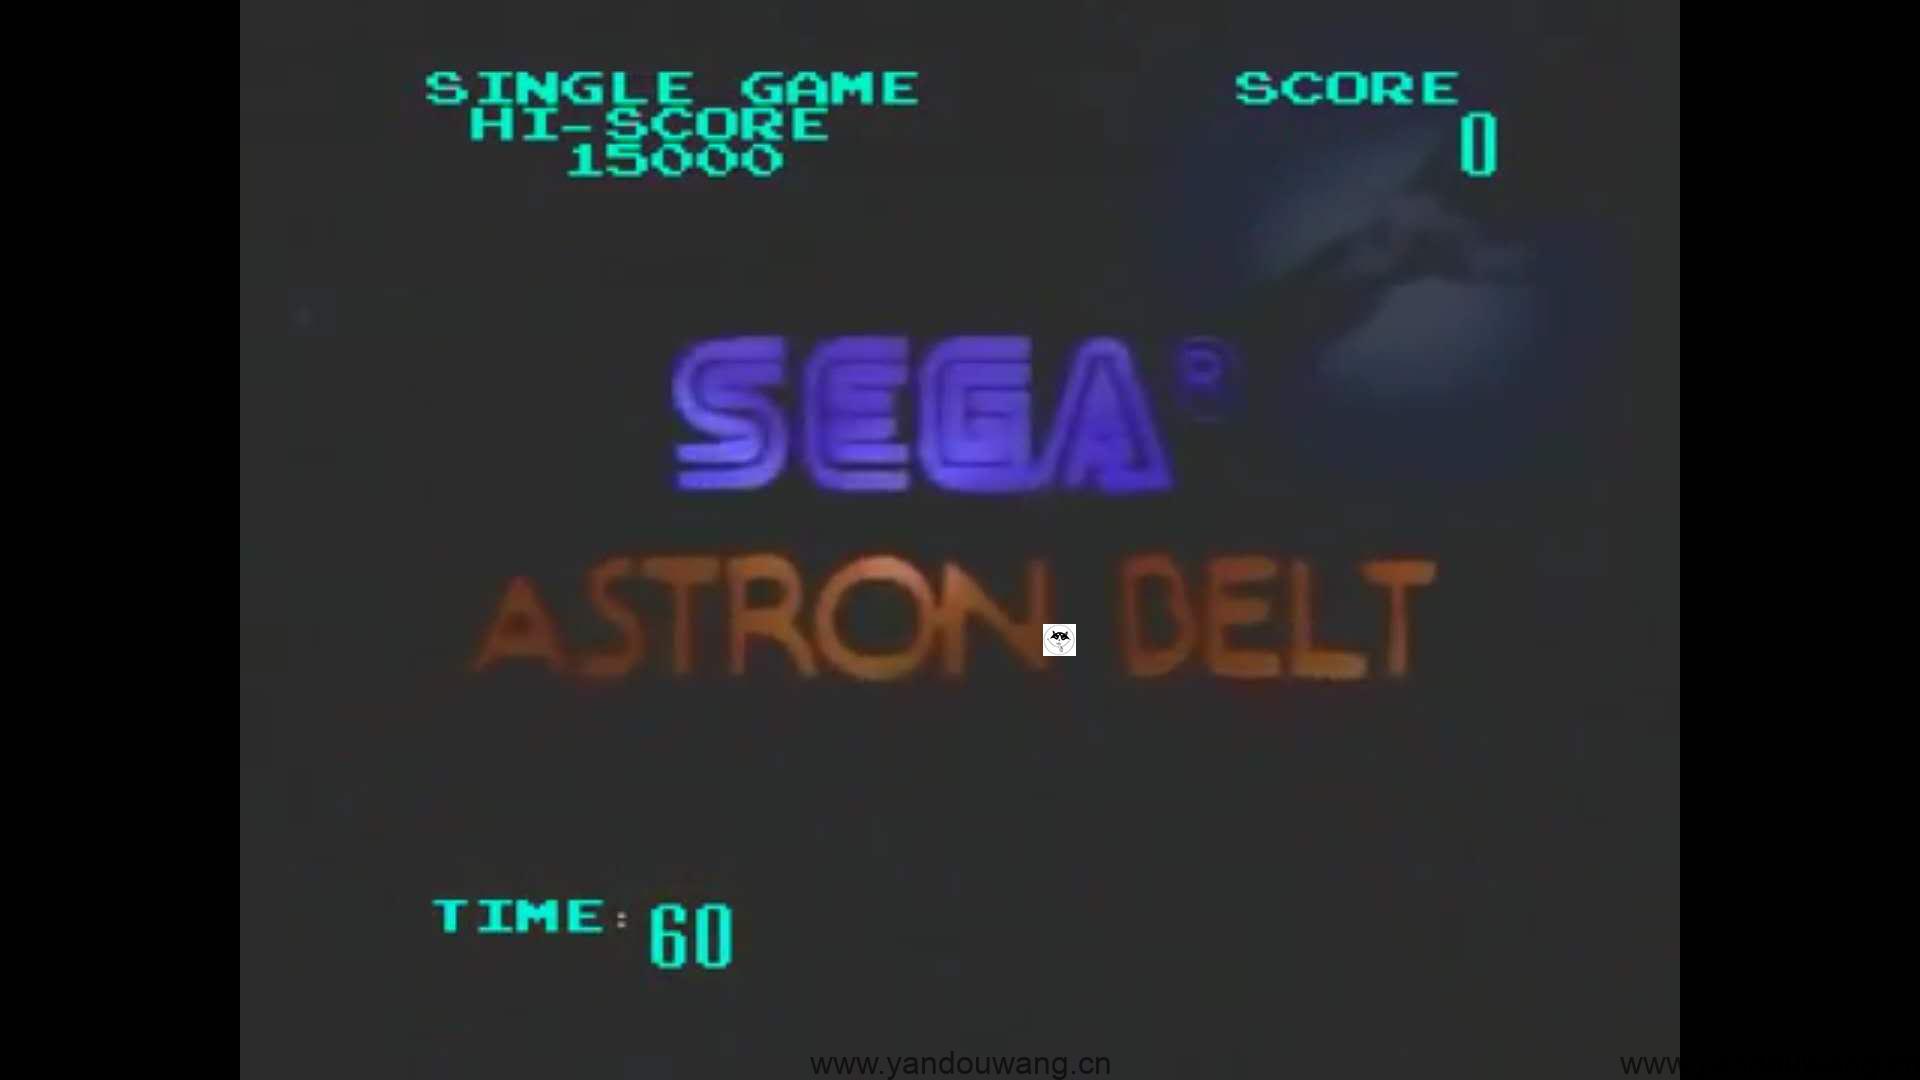 SINGLE GAME
HI-SCORE
15000
SCORE
0
SEGA®
ASTRON BELT
TIME: 60
www.yandouwang.cn